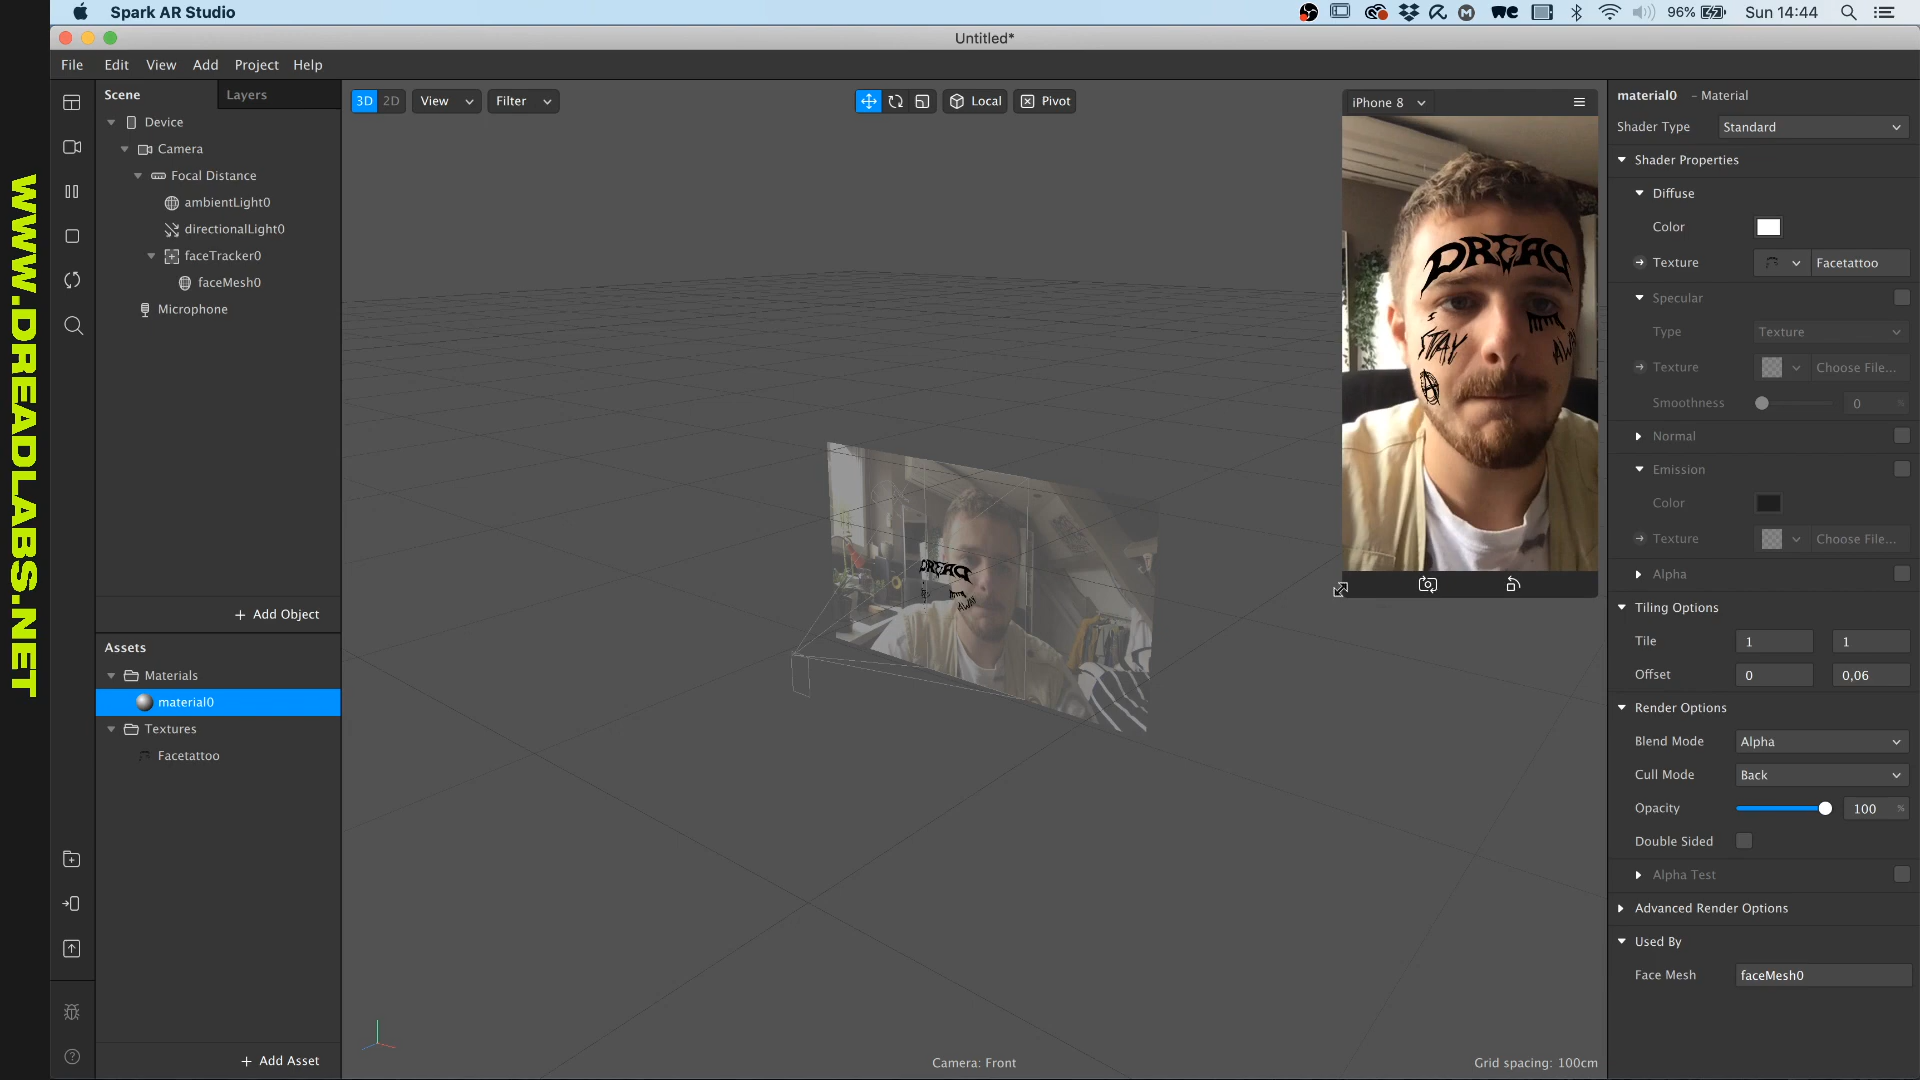 Spark AR Studio
96%
Sun 14:44
Untitled*
File Edit View Add Project Help
Scene
Layers
Device
Camera
Focal Distance
ambientLight0
directionalLight0
faceTracker0
faceMesh0
Microphone
+ Add Object
Assets
Materials
material0
Textures
Facetattoo
+ Add Asset
3D 2D View Filter
Local Pivot
iPhone 8
DREAD
STAY
AWAY
DREAD
AWAY
Camera: Front
Grid spacing: 100cm
material0 - Material
Shader Type Standard
Shader Properties
Diffuse
Color
Texture Facetattoo
Specular
Type Texture
Texture Choose File...
Smoothness 0 %
Normal
Emission
Color
Texture Choose File...
Alpha
Tiling Options
Tile 1 1
Offset 0 0,06
Render Options
Blend Mode Alpha
Cull Mode Back
Opacity 100 %
Double Sided
Alpha Test
Advanced Render Options
Used By
Face Mesh faceMesh0
WWW.DREADLABS.NET